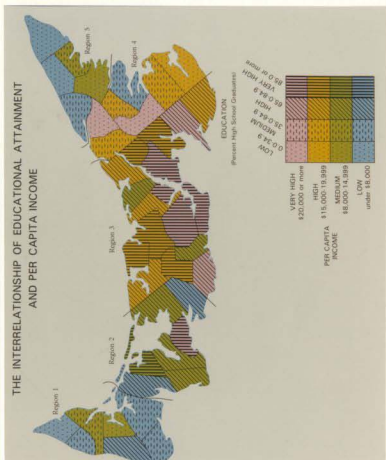 THE INTERRELATIONSHIP OF EDUCATIONAL ATTAINMENT
AND PER CAPITA INCOME
Region 1
Region 2
Region 3
Region 4
Region 5
EDUCATION
(Percent High School Graduates)
LOW
0.0-34.9
MEDIUM
35.0-64.9
HIGH
65.0-84.9
VERY HIGH
85.0 or more
VERY HIGH
$20,000 or more
HIGH
$15,000-19,999
PER CAPITA
INCOME
MEDIUM
$8,000-14,999
LOW
under $8,000